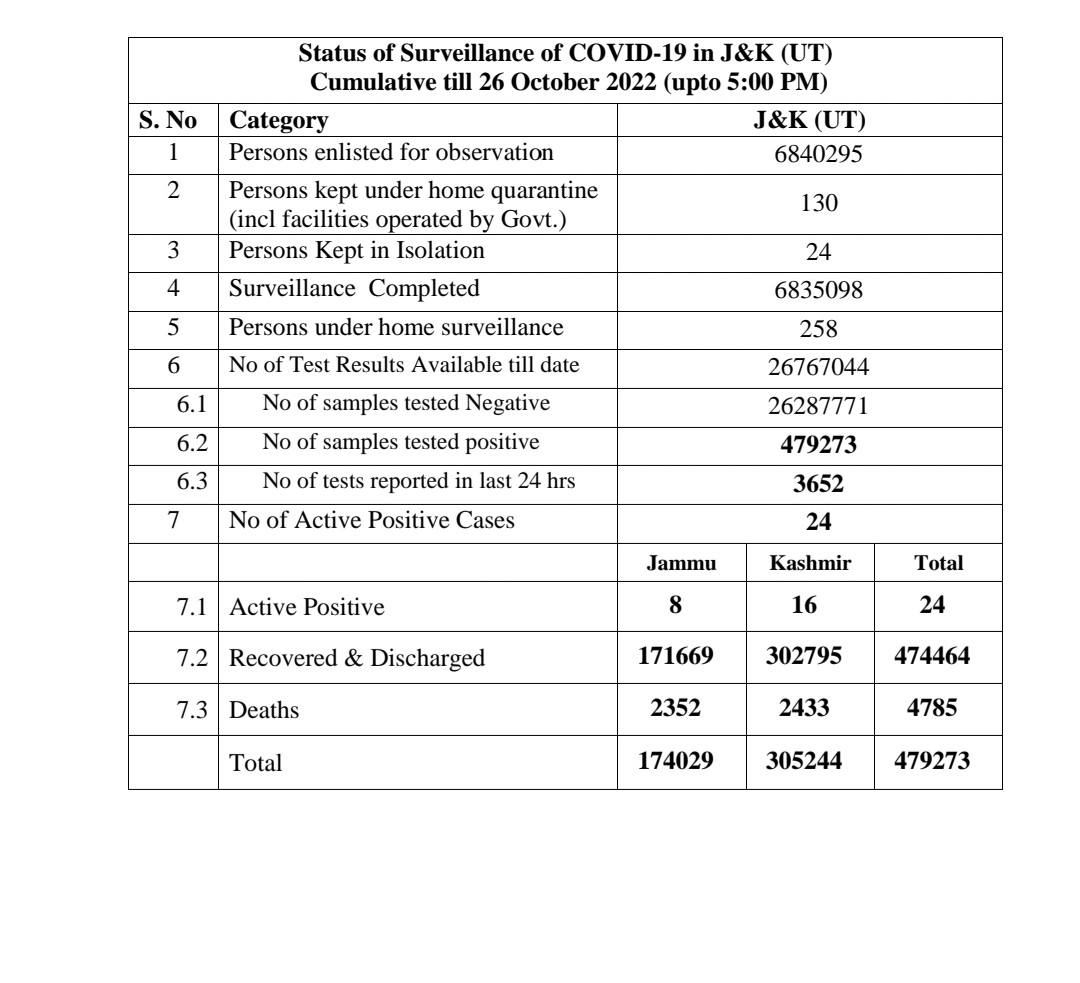 Status of Surveillance of COVID-19 in J&K (UT)
Cumulative till 26 October 2022 (upto 5:00 PM)
S. No Category J&K (UT)
1 Persons enlisted for observation 6840295
2 Persons kept under home quarantine
(incl facilities operated by Govt.) 130
3 Persons Kept in Isolation 24
4 Surveillance Completed 6835098
5 Persons under home surveillance 258
6 No of Test Results Available till date 26767044
6.1 No of samples tested Negative 26287771
6.2 No of samples tested positive 479273
6.3 No of tests reported in last 24 hrs 3652
7 No of Active Positive Cases 24
Jammu Kashmir Total
7.1 Active Positive 8 16 24
7.2 Recovered & Discharged 171669 302795 474464
7.3 Deaths 2352 2433 4785
Total 174029 305244 479273